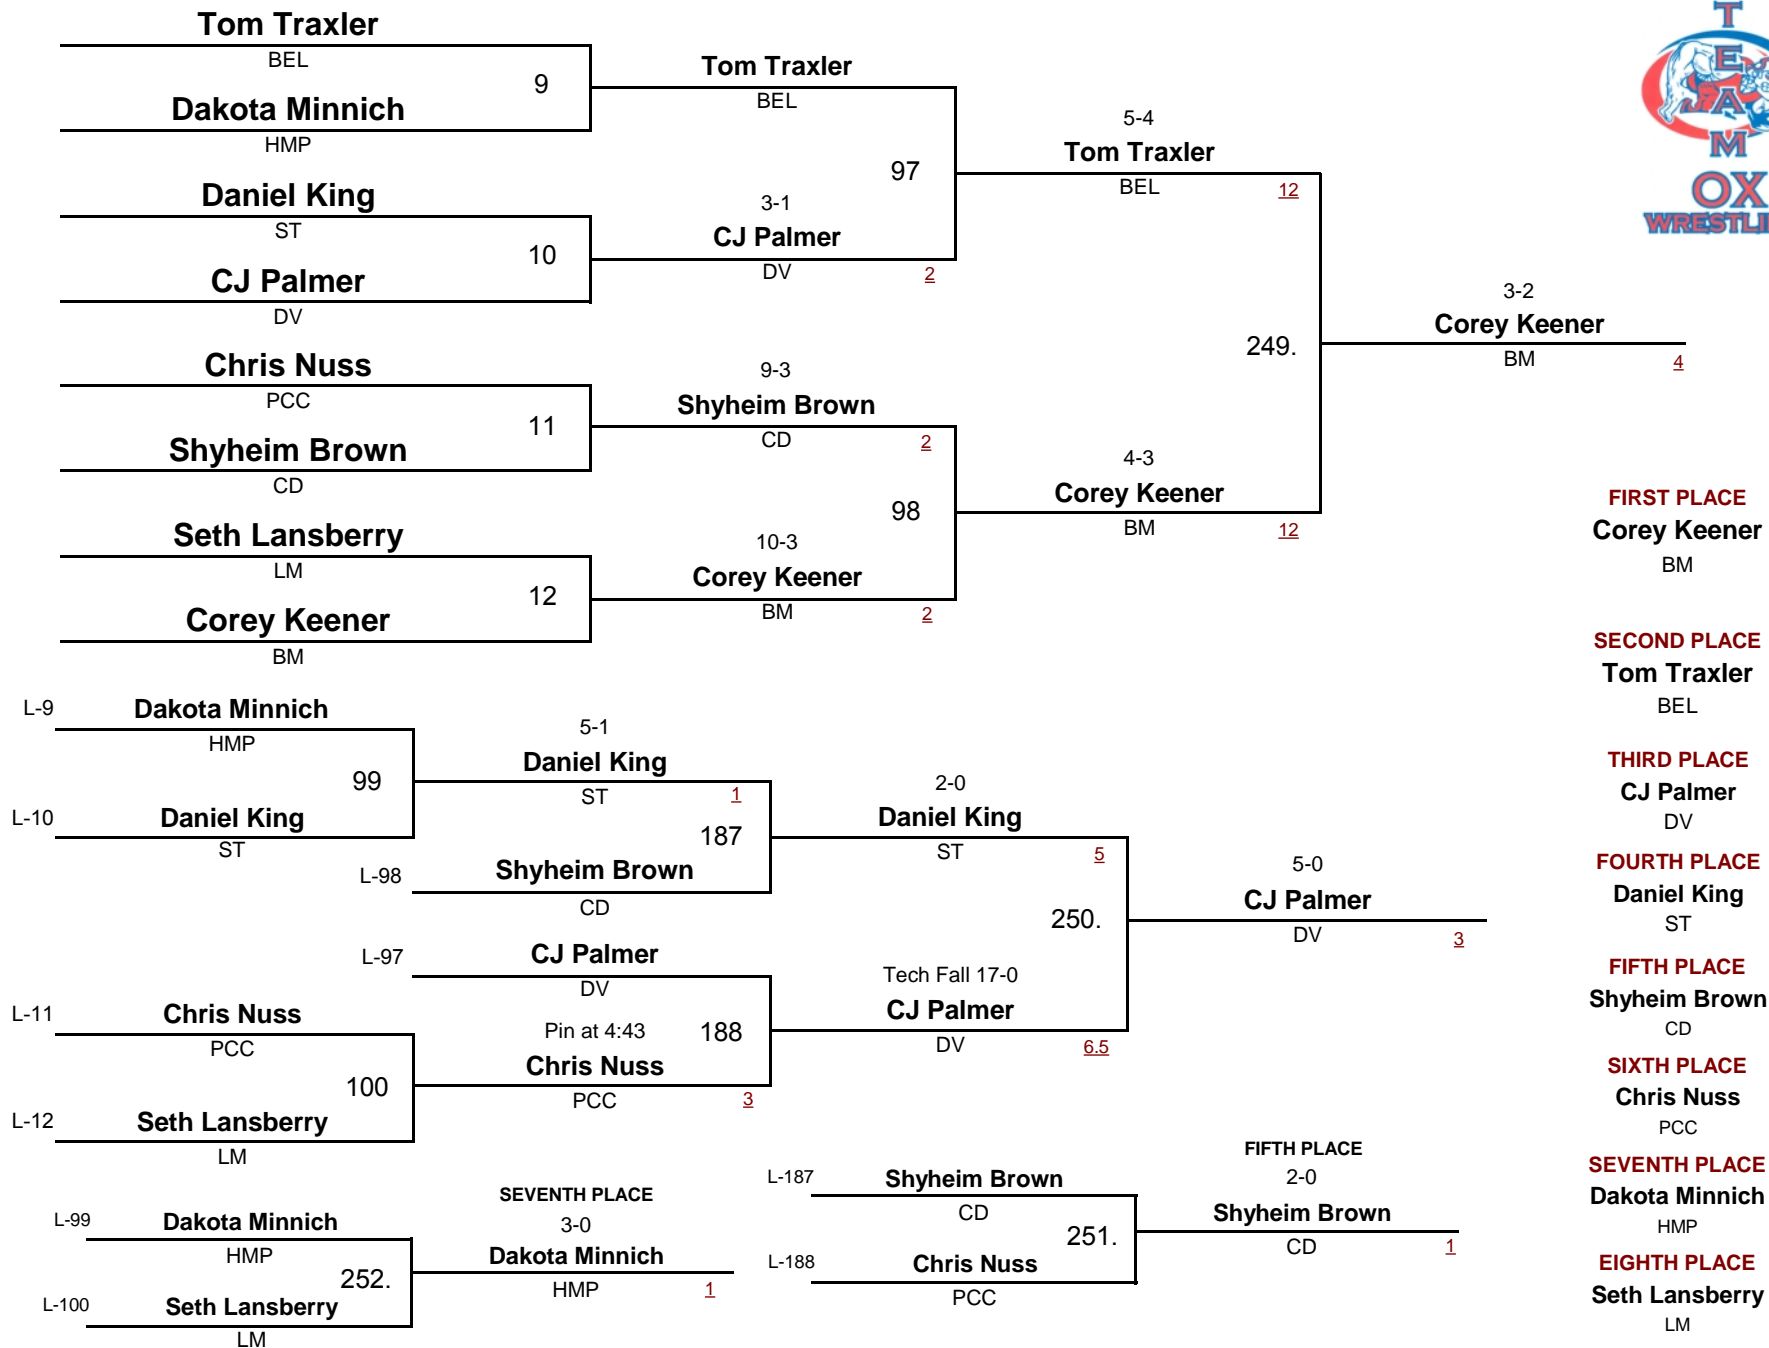 Tom Traxler
BEL
9
Dakota Minnich
HMP
Daniel King
ST
10
CJ Palmer
DV
Chris Nuss
PCC
11
Shyheim Brown
CD
Seth Lansberry
LM
12
Corey Keener
BM
Tom Traxler
BEL
97
3-1
CJ Palmer
DV 2
9-3
Shyheim Brown
CD 2
98
10-3
Corey Keener
BM 2
5-4
Tom Traxler
BEL 12
249.
4-3
Corey Keener
BM 12
3-2
Corey Keener
BM 4
TEAM
OX
L-9 Dakota Minnich
HMP
99
L-10 Daniel King
ST
5-1
Daniel King
ST 1
187
L-98 Shyheim Brown
CD
L-97 CJ Palmer
DV
L-11 Chris Nuss
PCC
100
L-12 Seth Lansberry
LM
Pin at 4:43 188
Chris Nuss
PCC 3
2-0
Daniel King
ST 5
250.
Tech Fall 17-0
CJ Palmer
DV 6.5
5-0
CJ Palmer
DV 3
L-99 Dakota Minnich
HMP
252.
L-100 Seth Lansberry
LM
SEVENTH PLACE
3-0
Dakota Minnich
HMP 1
L-187 Shyheim Brown
CD
251.
L-188 Chris Nuss
PCC
FIFTH PLACE
2-0
Shyheim Brown
CD 1
FIRST PLACE
Corey Keener
BM
SECOND PLACE
Tom Traxler
BEL
THIRD PLACE
CJ Palmer
DV
FOURTH PLACE
Daniel King
ST
FIFTH PLACE
Shyheim Brown
CD
SIXTH PLACE
Chris Nuss
PCC
SEVENTH PLACE
Dakota Minnich
HMP
EIGHTH PLACE
Seth Lansberry
LM